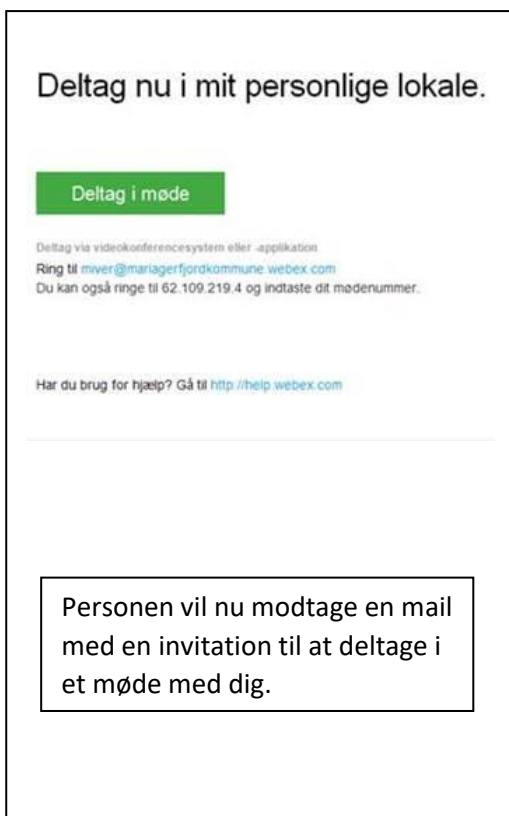 Deltag nu i mit personlige lokale.
Deltag i møde
Deltag via videokonferencesystem eller -applikation
Ring til miver@mariagerfjordkommune.webex.com
Du kan også ringe til 62.109.219.4 og indtaste dit mødenummer.
Har du brug for hjælp? Gå til http://help.webex.com
Personen vil nu modtage en mail
med en invitation til at deltage i
et møde med dig.